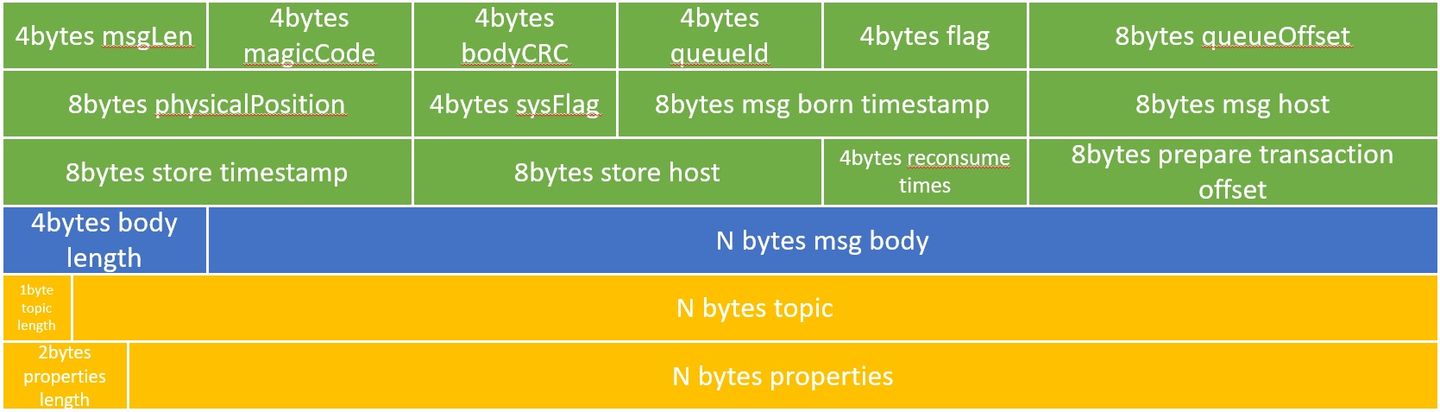 4bytes msgLen
4bytes
magicCode
4bytes
bodyCRC
4bytes
queueId
4bytes flag
8bytes queueOffset
8bytes physicalPosition
4bytes sysFlag
8bytes msg born timestamp
8bytes msg host
8bytes store timestamp
8bytes store host
4bytes reconsume
times
8bytes prepare transaction
offset
4bytes body
length
N bytes msg body
1byte
topic
length
N bytes topic
2bytes
properties
length
N bytes properties